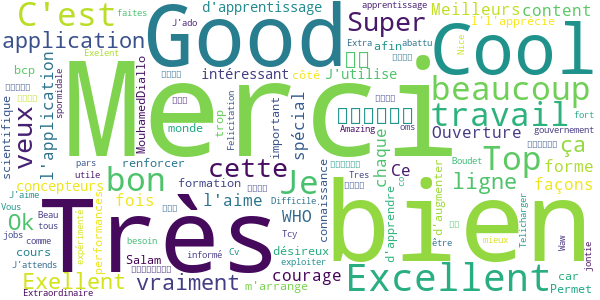 C'est
faites
J'ado
d'apprentissage
apprentissage
Meilleurs
content
Good
Super
Extra
afin
abattu
Nice
l'apprécie
Cool
application
Exelent
bcp
intéressant
côté
J'utilise
beaucoup
Merci
l'application
MouhamedDiallo
scientifique
spormidale
veux
monde
trop
Felicitation
important
spécial
Amazing
oms
travail
fort
Ouverture
gouvernement
pars
utile
renforcer
cette
connaissance
chaque
Ce
Top
Boudet
ça
concepteurs
bon
formation
Je
Tres
co
ligne
forme
J'aime
Vous
Beau
tous
fois
l'aime
Difficile
d'apprendre
d'augmenter
façons
Ok
Très
expérimenté
performances
WHO
Tcy
désireux
bien
être
Telicharger
jobs
comme
cours
besoin
informé
Cv
exploiter
mieux
Waw
jontie
J'attends
Salam
courage
Exellent
vraiment
m'arrange
Excellent
car
Permet
Extraordinaire